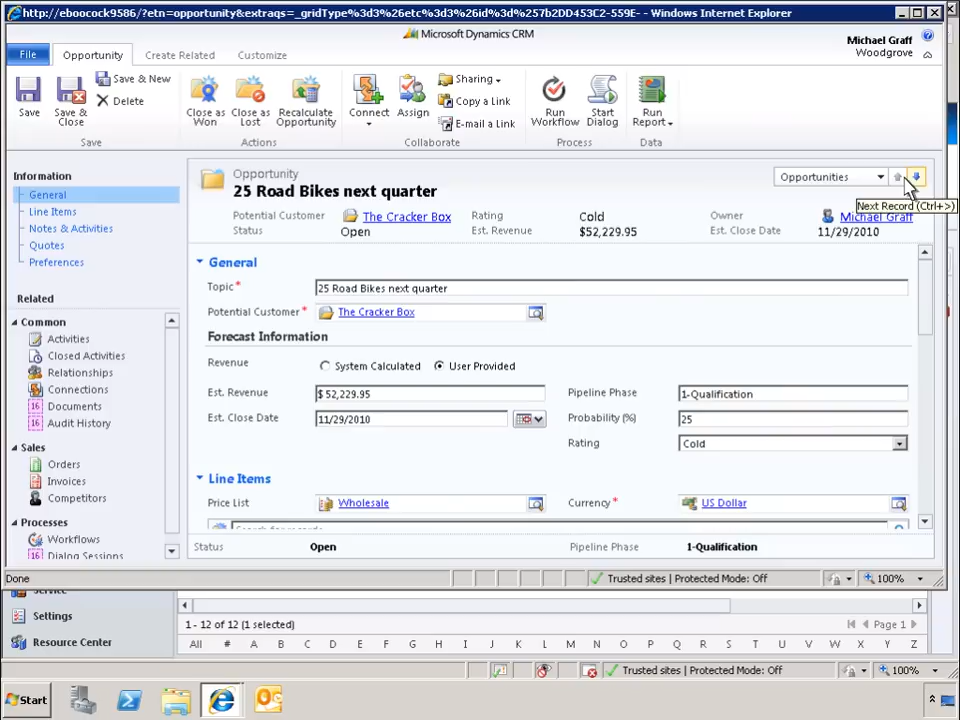 http://eboocock9586/?etn=opportunity&extraqs=_gridType%3d3%26etc%3d3%26id%3d%257b2DD453C2-559E- - Windows Internet Explorer
Microsoft Dynamics CRM
Michael Graff
Woodgrove
File
Opportunity
Create Related
Customize
Save
Save & Close
Save & New
Delete
Save
Close as Won
Close as Lost
Recalculate Opportunity
Actions
Connect
Assign
Sharing
Copy a Link
E-mail a Link
Collaborate
Run Workflow
Start Dialog
Process
Run Report
Data
Information
General
Line Items
Notes & Activities
Quotes
Preferences
Related
Common
Activities
Closed Activities
Relationships
Connections
16 Documents
16 Audit History
Sales
Orders
Invoices
Competitors
Processes
Workflows
16 Dialog Sessions
Opportunity
25 Road Bikes next quarter
Opportunities
Next Record (Ctrl+>)
Potential Customer The Cracker Box Rating Cold Owner Michael Graff
Status Open Est. Revenue $52,229.95 Est. Close Date 11/29/2010
General
Topic* 25 Road Bikes next quarter
Potential Customer * The Cracker Box
Forecast Information
Revenue System Calculated User Provided
Est. Revenue $ 52,229.95 Pipeline Phase 1-Qualification
Est. Close Date 11/29/2010 Probability (%) 25
Rating Cold
Line Items
Price List Wholesale Currency* US Dollar
Search for records
Status Open Pipeline Phase 1-Qualification
Done Trusted sites | Protected Mode: Off 100%
Service
Settings
Resource Center
1 - 12 of 12 (1 selected) Page 1
All # A B C D E F G H I J K L M N O P Q R S T U V W X Y Z
Trusted sites | Protected Mode: Off 100%
Start